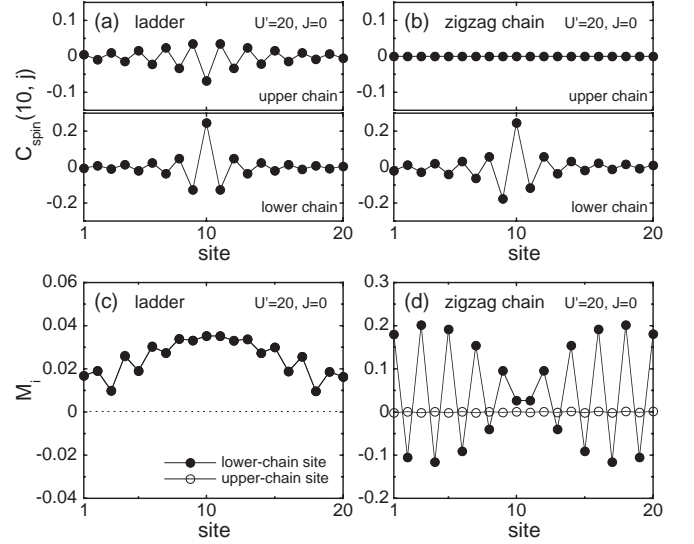 (a) ladder U'=20, J=0
0.1
0
-0.1
upper chain
0.2
0
-0.2
lower chain
1 10 20
site
C_spin(10, j)
(b) zigzag chain U'=20, J=0
0.1
0
-0.1
upper chain
0.2
0
-0.2
lower chain
1 10 20
site
(c) ladder U'=20, J=0
0.06
0.04
0.02
0
-0.02
-0.04
lower-chain site
upper-chain site
1 10 20
site
M_i
(d) zigzag chain U'=20, J=0
0.3
0.2
0.1
0
-0.1
-0.2
1 10 20
site